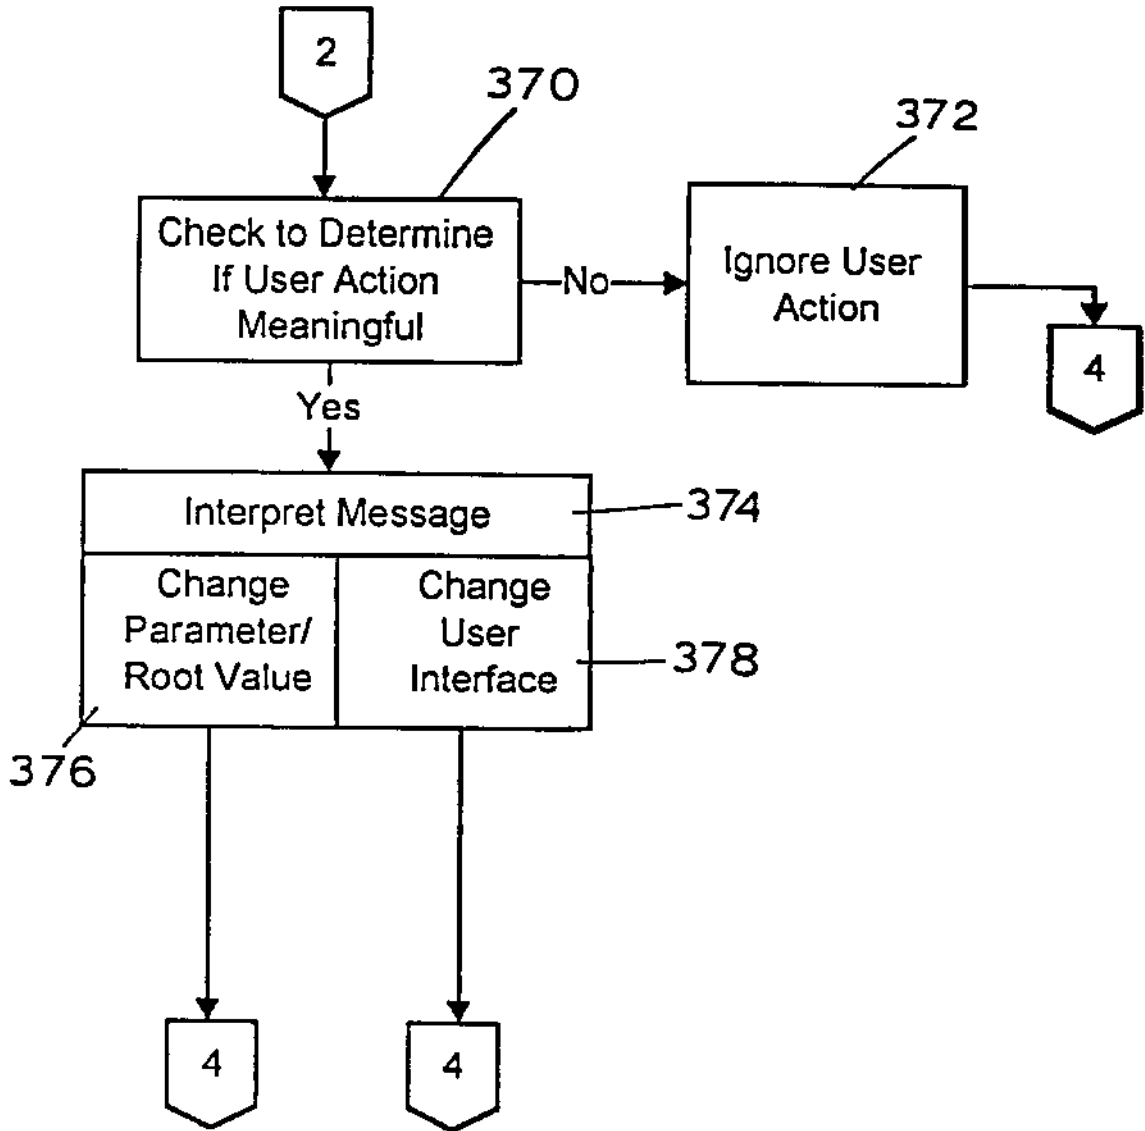 2
370
372
Check to Determine
If User Action
Meaningful
No
Ignore User
Action
4
Yes
Interpret Message
374
Change
Parameter/
Root Value
Change
User
Interface
378
376
4
4